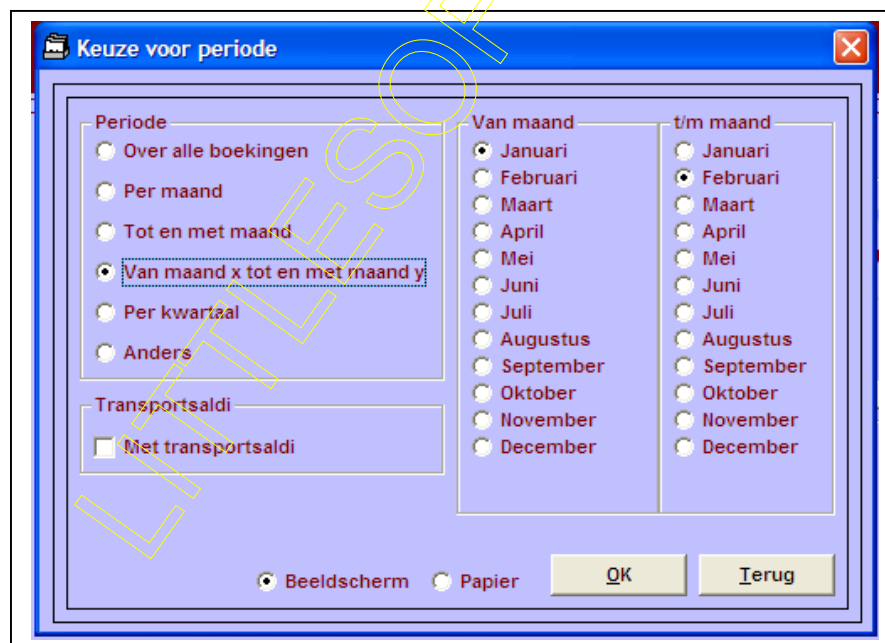 Keuze voor periode
Periode
Over alle boekingen
Per maand
Tot en met maand
Van maand x tot en met maand y
Per kwartaal
Anders
Transportsaldi
Met transportsaldi
Van maand
Januari
Februari
Maart
April
Mei
Juni
Juli
Augustus
September
Oktober
November
December
t/m maand
Januari
Februari
Maart
April
Mei
Juni
Juli
Augustus
September
Oktober
November
December
Beeldscherm
Papier
OK
Terug